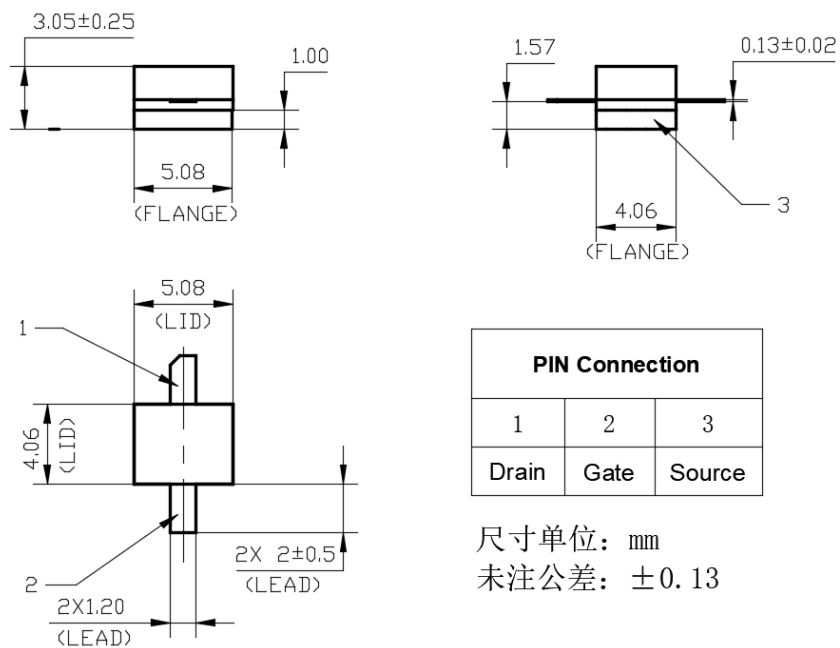 3.05±0.25
1.00
5.08
(FLANGE)
1.57
0.13±0.02
4.06
(FLANGE)
3
5.08
(LID)
1
4.06
(LID)
2X 2±0.5
(LEAD)
2
2X1.20
(LEAD)
PIN Connection
1 2 3
Drain Gate Source
尺寸单位: mm
未注公差: ±0.13